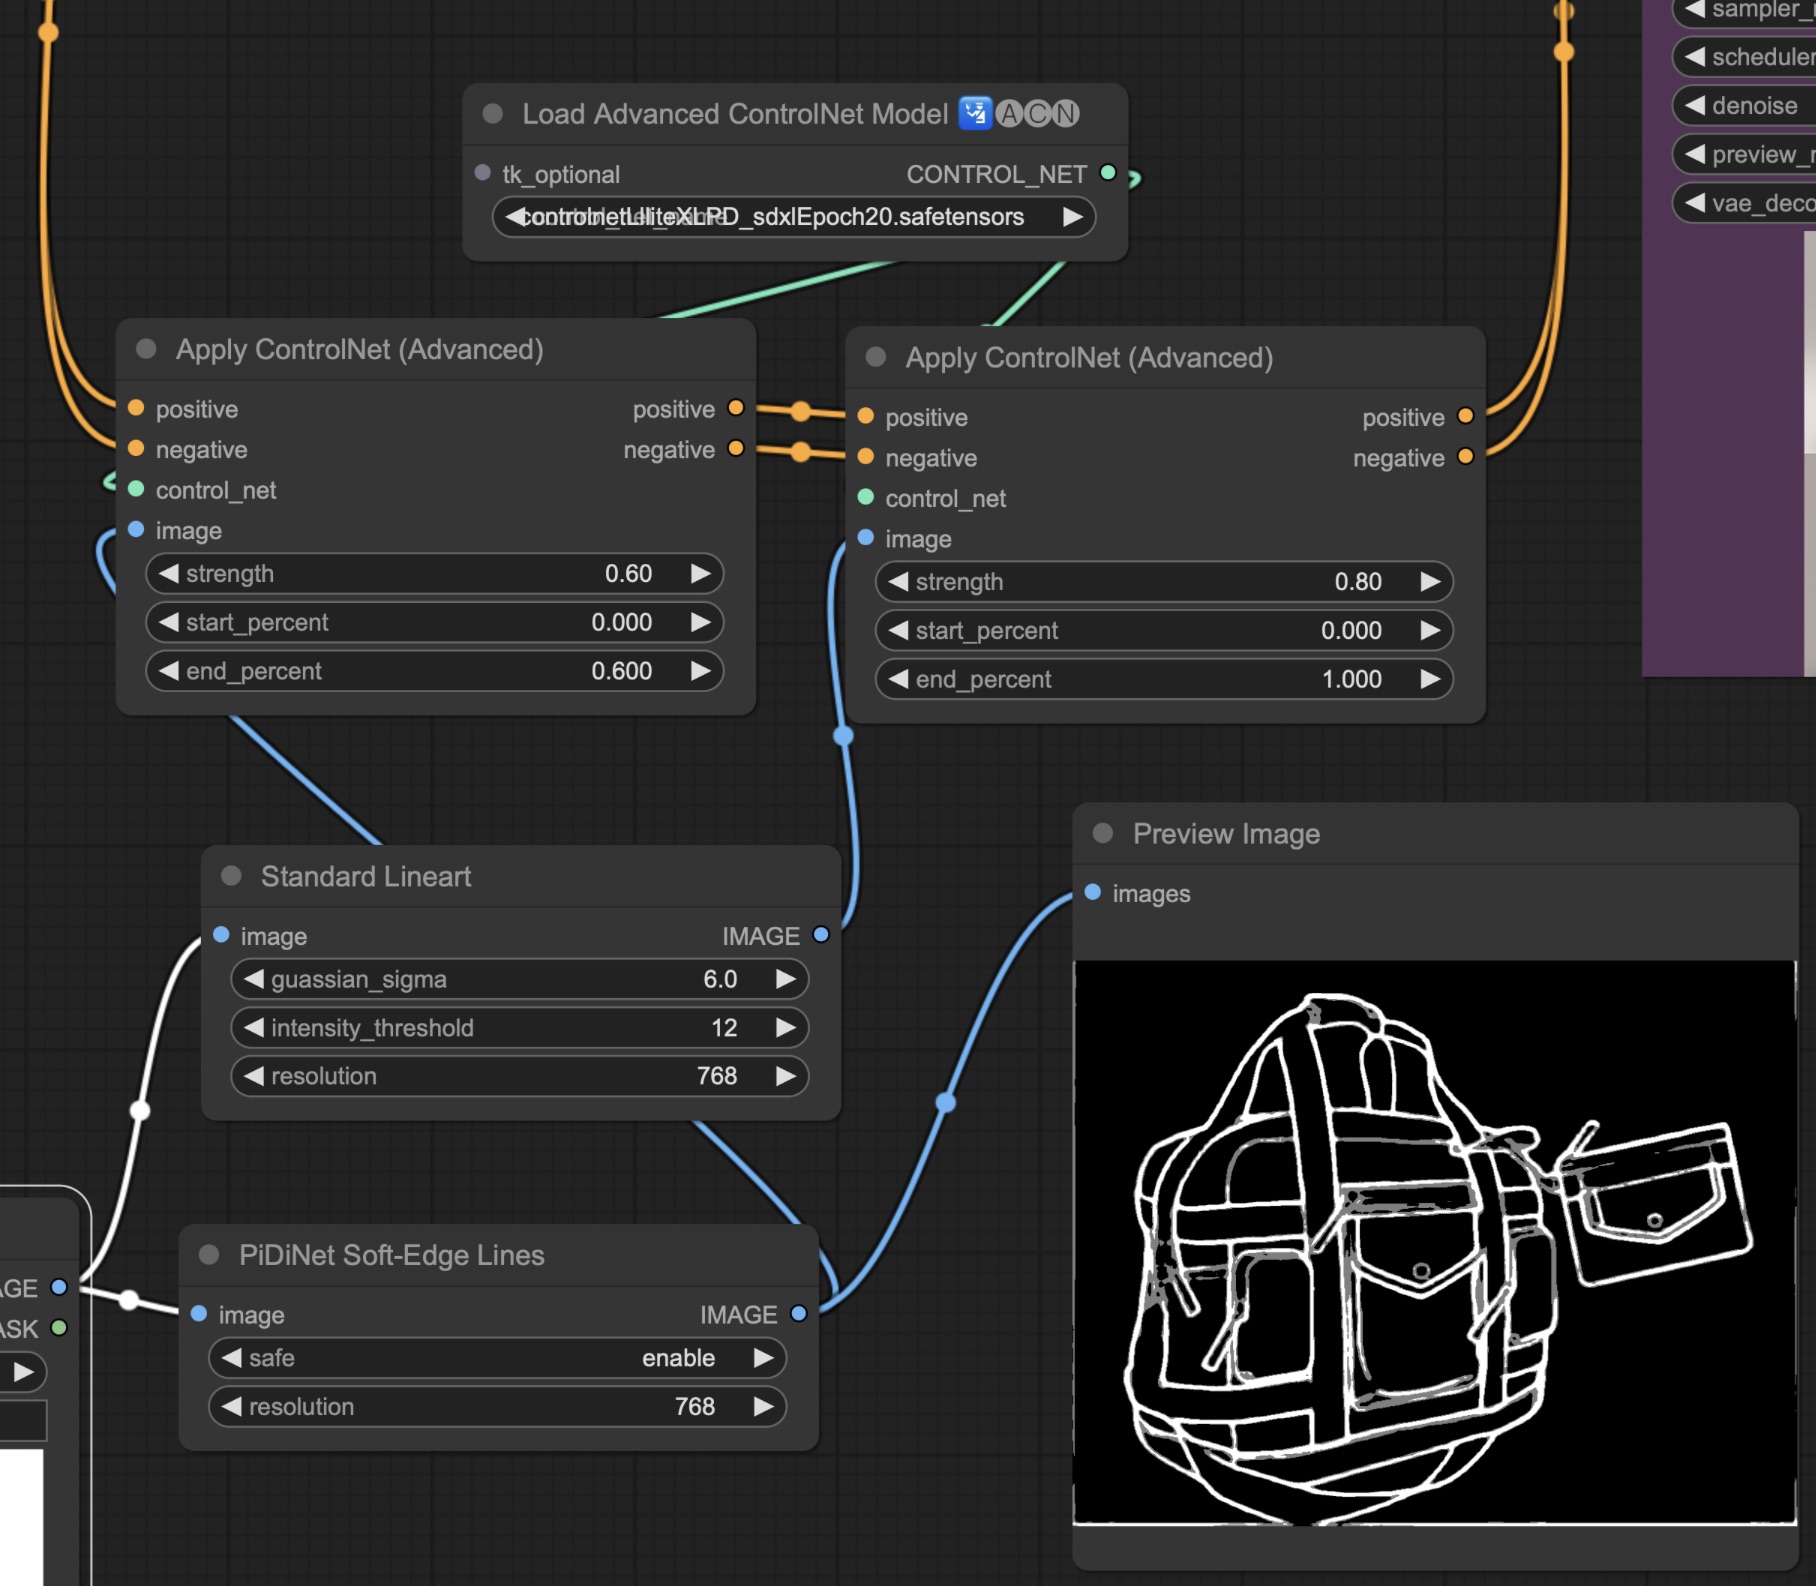 sampler_
scheduler
denoise
preview_
vae_deco
Load Advanced ControlNet Model 🛂🅐🅒🅝
tk_optional CONTROL_NET
controlnetLlliteXLPD_sdxlEpoch20.safetensors
Apply ControlNet (Advanced)
positive positive
negative negative
control_net
image
strength 0.60
start_percent 0.000
end_percent 0.600
Apply ControlNet (Advanced)
positive positive
negative negative
control_net
image
strength 0.80
start_percent 0.000
end_percent 1.000
Standard Lineart
image IMAGE
guassian_sigma 6.0
intensity_threshold 12
resolution 768
Preview Image
images
AGE
ASK
PiDiNet Soft-Edge Lines
image IMAGE
safe enable
resolution 768